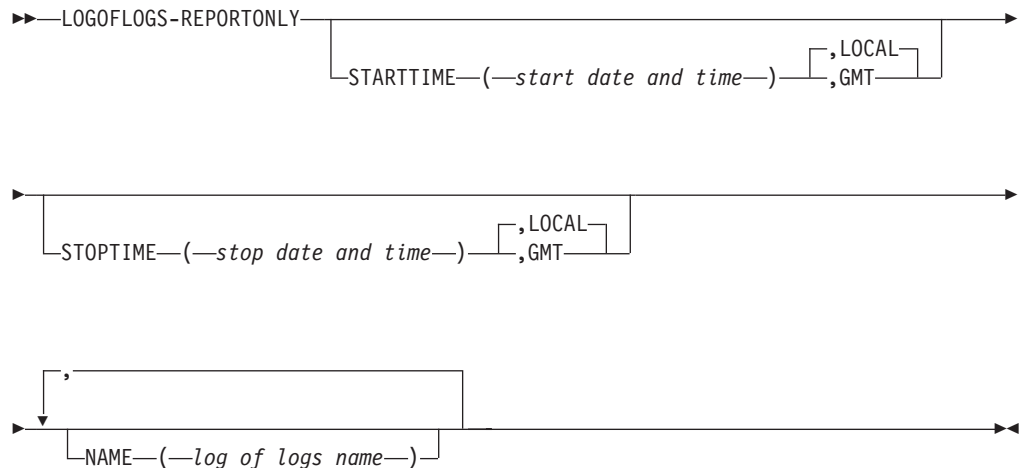 LOGOFLOGS-REPORTONLY
,LOCAL
STARTTIME ( start date and time ) ,GMT
,LOCAL
STOPTIME ( stop date and time ) ,GMT
,
NAME ( log of logs name )